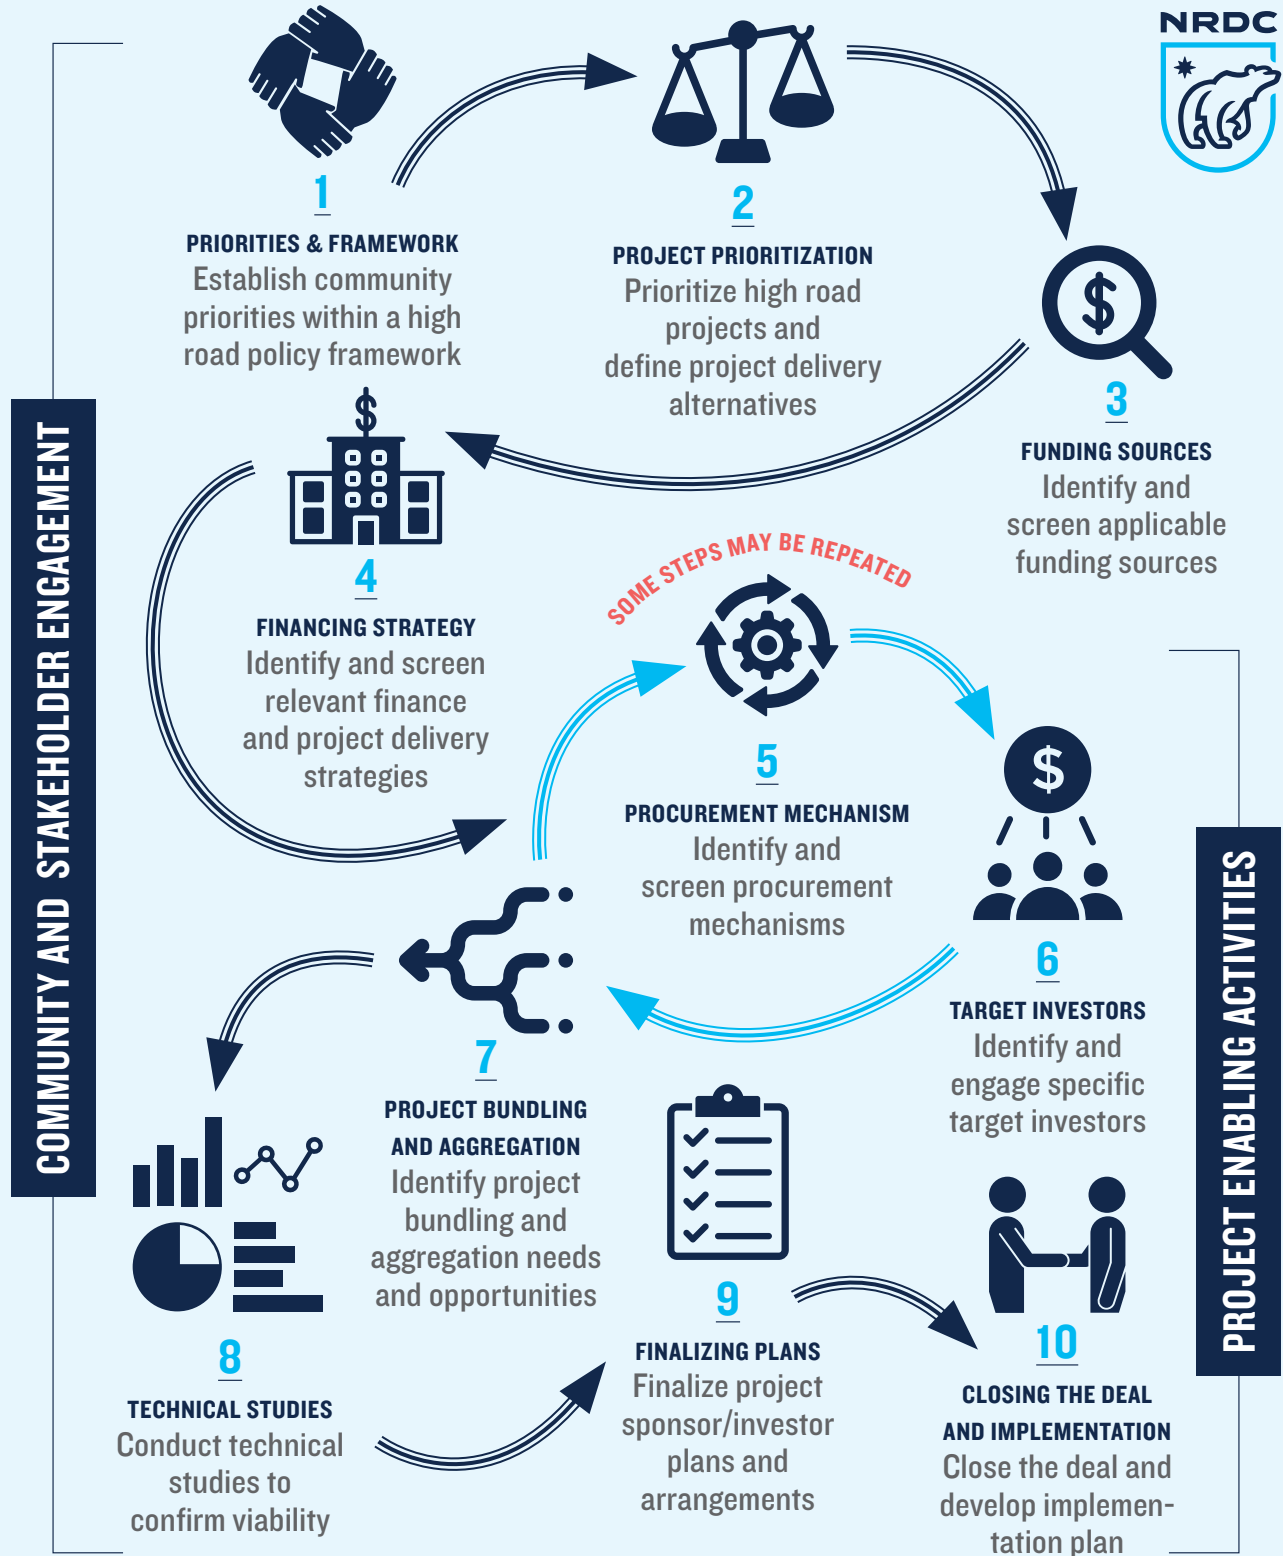 NRDC
1
PRIORITIES & FRAMEWORK
Establish community
priorities within a high
road policy framework
2
PROJECT PRIORITIZATION
Prioritize high road
projects and
define project delivery
alternatives
$
3
FUNDING SOURCES
Identify and
screen applicable
funding sources
$
4
FINANCING STRATEGY
Identify and screen
relevant finance
and project delivery
strategies
SOME STEPS MAY BE REPEATED
5
PROCUREMENT MECHANISM
Identify and
screen procurement
mechanisms
$
6
TARGET INVESTORS
Identify and
engage specific
target investors
7
PROJECT BUNDLING
AND AGGREGATION
Identify project
bundling and
aggregation needs
and opportunities
8
TECHNICAL STUDIES
Conduct technical
studies to
confirm viability
9
FINALIZING PLANS
Finalize project
sponsor/investor
plans and
arrangements
10
CLOSING THE DEAL
AND IMPLEMENTATION
Close the deal and
develop implemen-
tation plan
COMMUNITY AND STAKEHOLDER ENGAGEMENT
PROJECT ENABLING ACTIVITIES